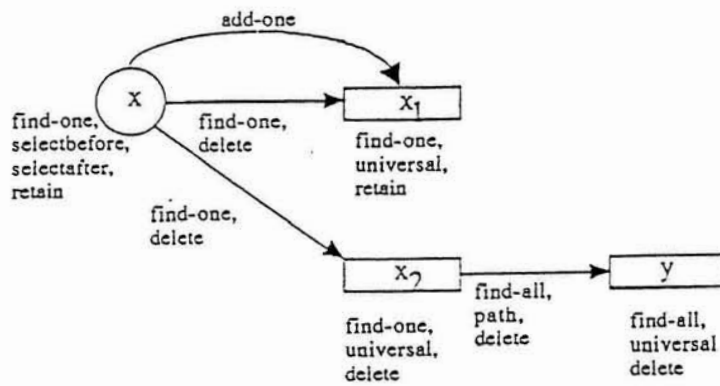 add-one
x
x1
find-one,
selectbefore,
selectafter,
retain
find-one,
delete
find-one,
universal,
retain
find-one,
delete
x2
y
find-one,
universal,
delete
find-all,
path,
delete
find-all,
universal
delete